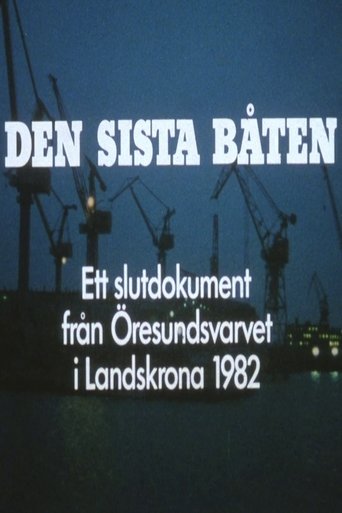 DEN SISTA BÅTEN
Ett slutdokument
från Öresundsvarvet
i Landskrona 1982